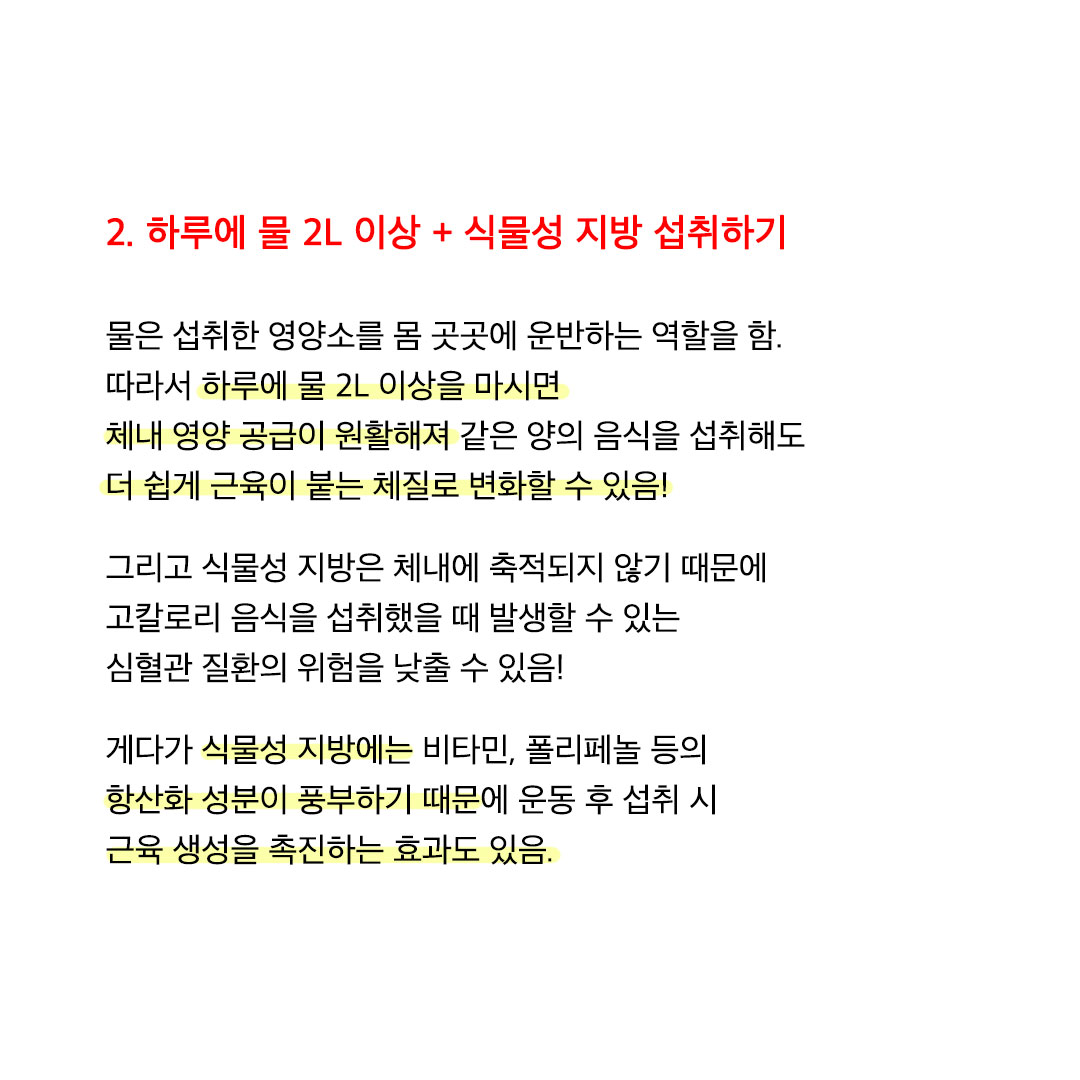 2. 하루에 물 2L 이상 + 식물성 지방 섭취하기
물은 섭취한 영양소를 몸 곳곳에 운반하는 역할을 함.
따라서 하루에 물 2L 이상을 마시면
체내 영양 공급이 원활해져 같은 양의 음식을 섭취해도
더 쉽게 근육이 붙는 체질로 변화할 수 있음!
그리고 식물성 지방은 체내에 축적되지 않기 때문에
고칼로리 음식을 섭취했을 때 발생할 수 있는
심혈관 질환의 위험을 낮출 수 있음!
게다가 식물성 지방에는 비타민, 폴리페놀 등의
항산화 성분이 풍부하기 때문에 운동 후 섭취 시
근육 생성을 촉진하는 효과도 있음.